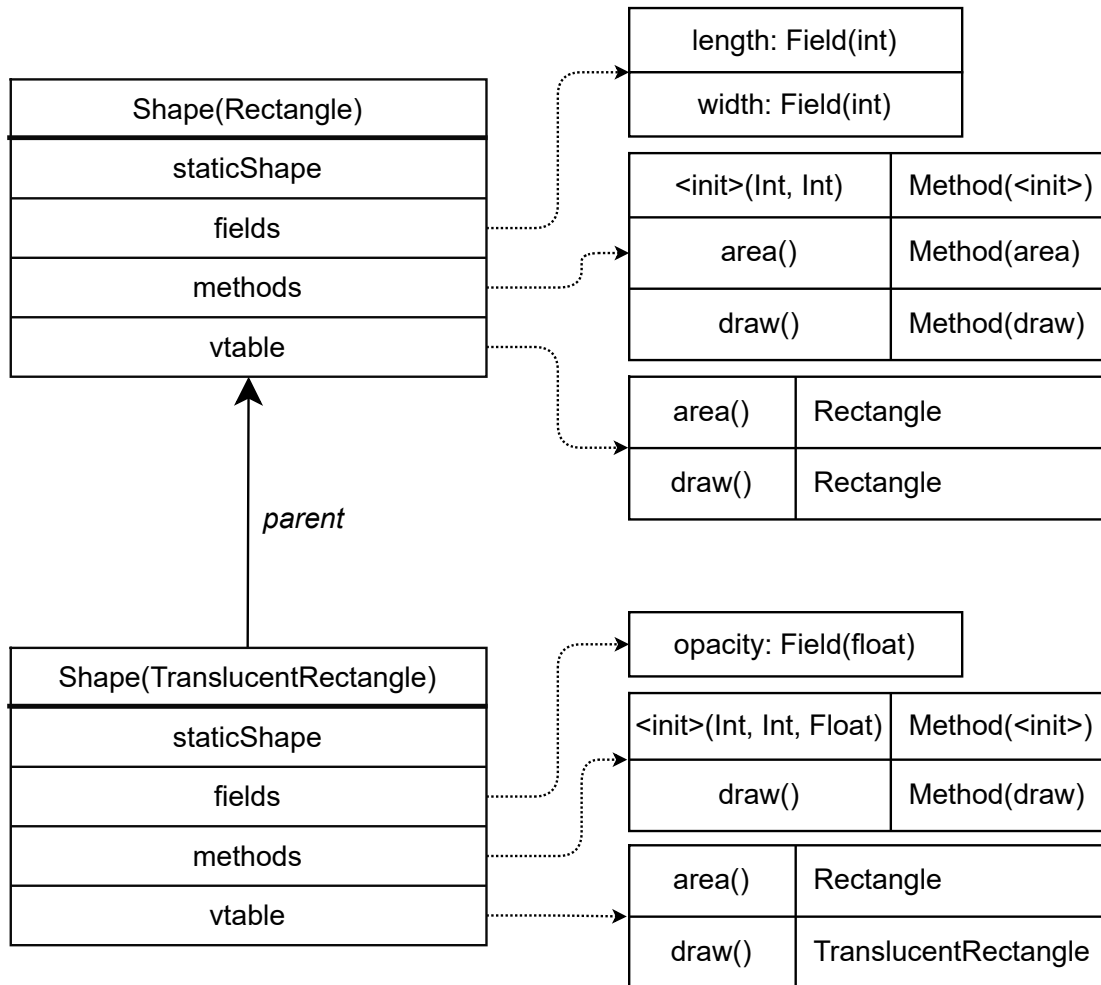 length: Field(int)
width: Field(int)
Shape(Rectangle)
staticShape
fields
methods
vtable
<init>(Int, Int) Method(<init>)
area() Method(area)
draw() Method(draw)
area() Rectangle
draw() Rectangle
parent
opacity: Field(float)
Shape(TranslucentRectangle)
staticShape
fields
methods
vtable
<init>(Int, Int, Float) Method(<init>)
draw() Method(draw)
area() Rectangle
draw() TranslucentRectangle